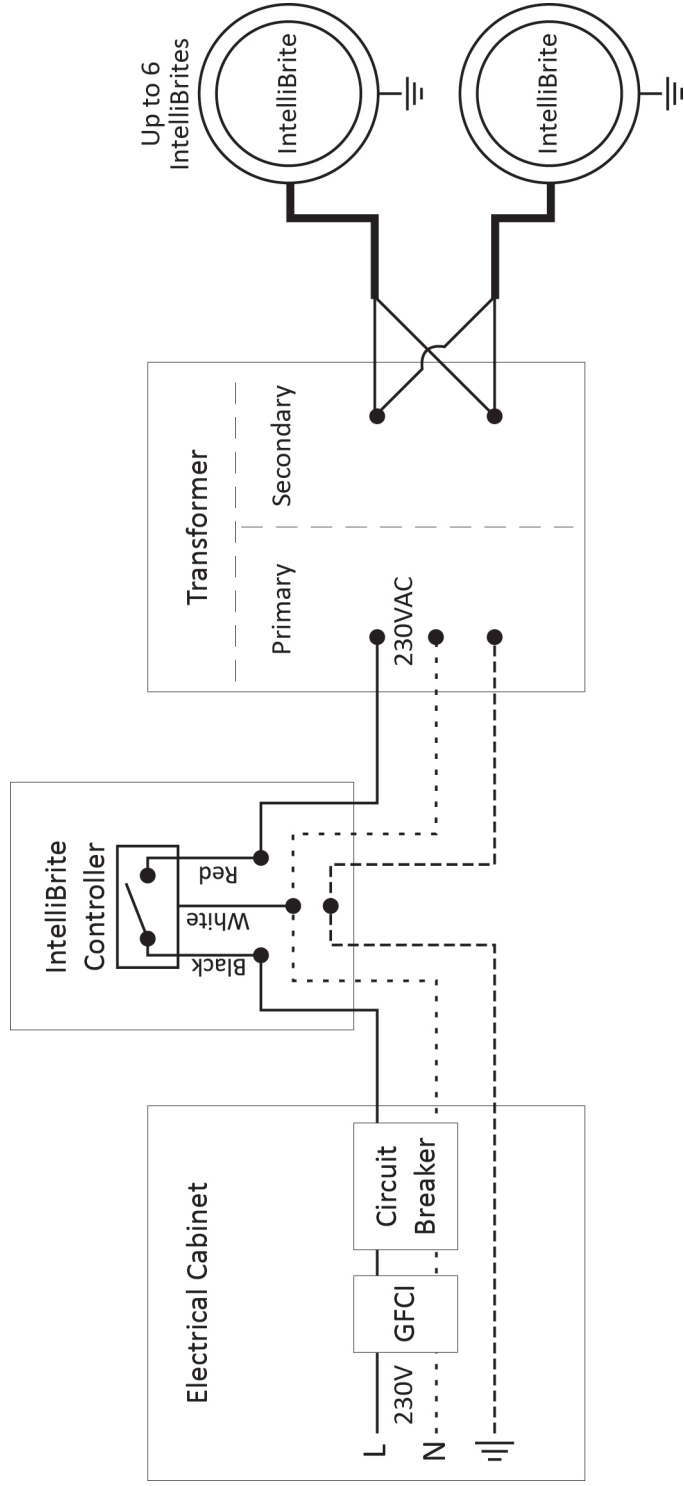 Electrical Cabinet
L
230V
N
GFCI
Circuit
Breaker
IntelliBrite
Controller
Black
White
Red
Transformer
Primary
Secondary
230VAC
Up to 6
IntelliBrites
IntelliBrite
IntelliBrite